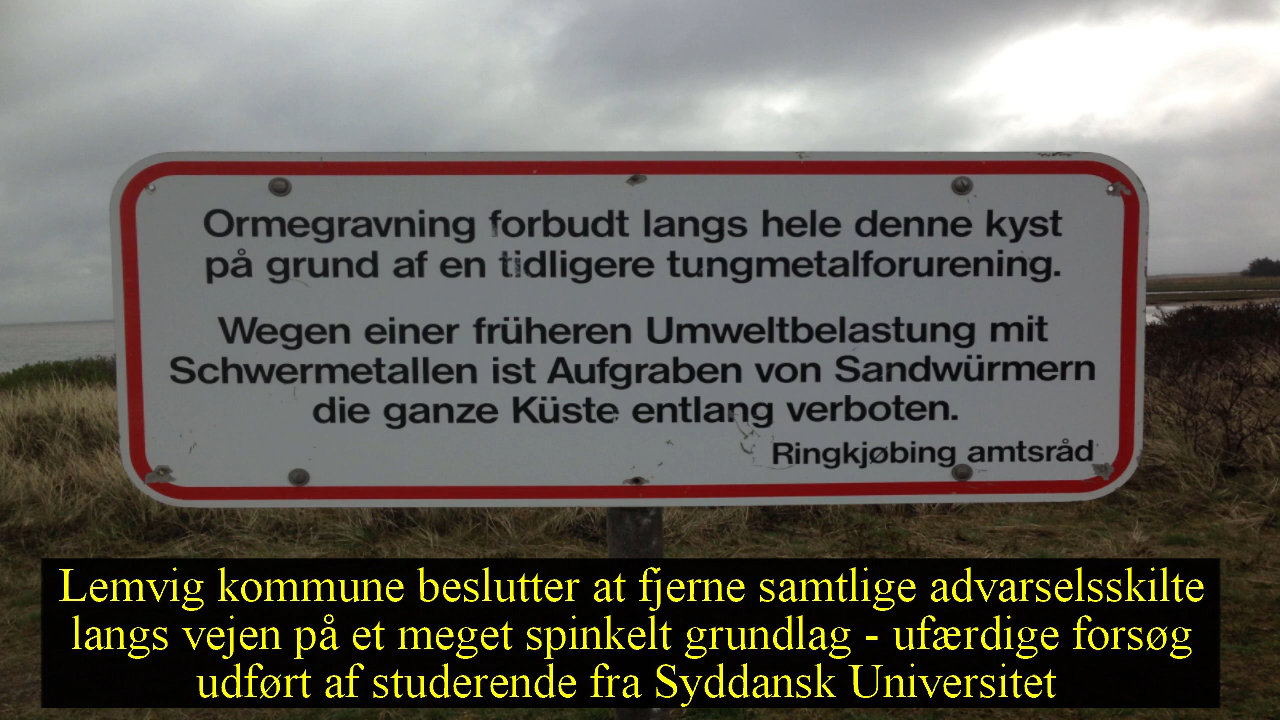 Ormegravning forbudt langs hele denne kyst
på grund af en tidligere tungmetalforurening.
Wegen einer früheren Umweltbelastung mit
Schwermetallen ist Aufgraben von Sandwürmern
die ganze Küste entlang verboten.
Ringkjøbing amtsråd
Lemvig kommune beslutter at fjerne samtlige advarselsskilte
langs vejen på et meget spinkelt grundlag - ufærdige forsøg
udført af studerende fra Syddansk Universitet